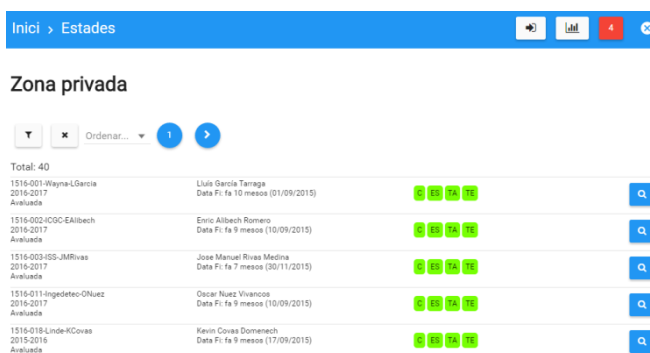 Inici > Estades
4
Zona privada
Ordenar...
1
Total: 40
1516-001-Wayna-LGarcia
2016-2017
Avaluada
Lluís García Tarraga
Data Fi: fa 10 mesos (01/09/2015)
C ES TA TE
1516-002-ICGC-EAlibech
2016-2017
Avaluada
Enric Alibech Romero
Data Fi: fa 9 mesos (10/09/2015)
C ES TA TE
1516-003-ISS-JMRivas
2016-2017
Avaluada
Jose Manuel Rivas Medina
Data Fi: fa 7 mesos (30/11/2015)
C ES TA TE
1516-011-Ingedetec-ONuez
2016-2017
Avaluada
Oscar Nuez Vivancos
Data Fi: fa 9 mesos (10/09/2015)
C ES TA TE
1516-018-Linde-KCovas
2015-2016
Avaluada
Kevin Covas Domenech
Data Fi: fa 9 mesos (17/09/2015)
C ES TA TE